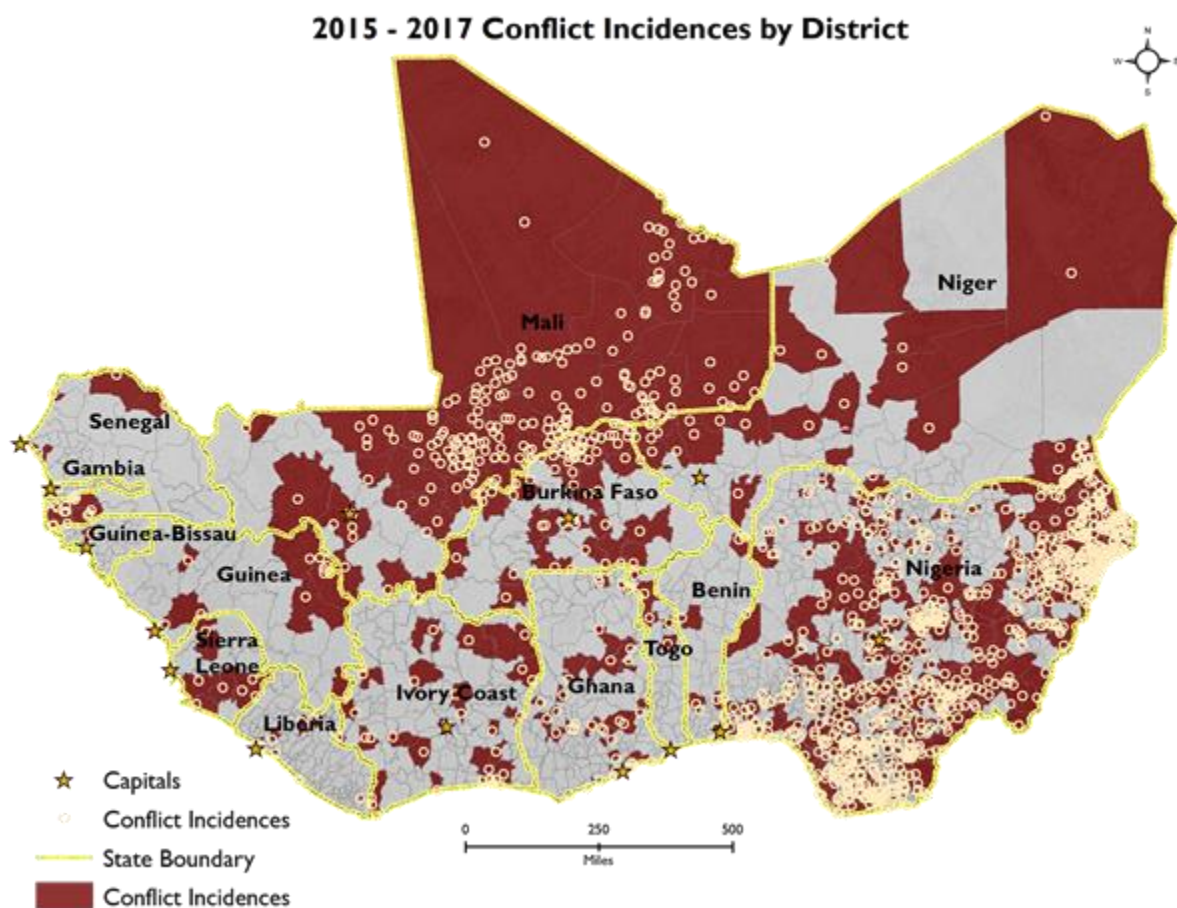 2015 - 2017 Conflict Incidences by District
N
W E
S
Niger
Mali
Senegal
Gambia
Burkina Faso
Guinea-Bissau
Guinea
Nigeria
Benin
Sierra
Leone
Togo
Ivory Coast
Ghana
Liberia
Capitals
Conflict Incidences
State Boundary
Conflict Incidences
0 250 500
Miles